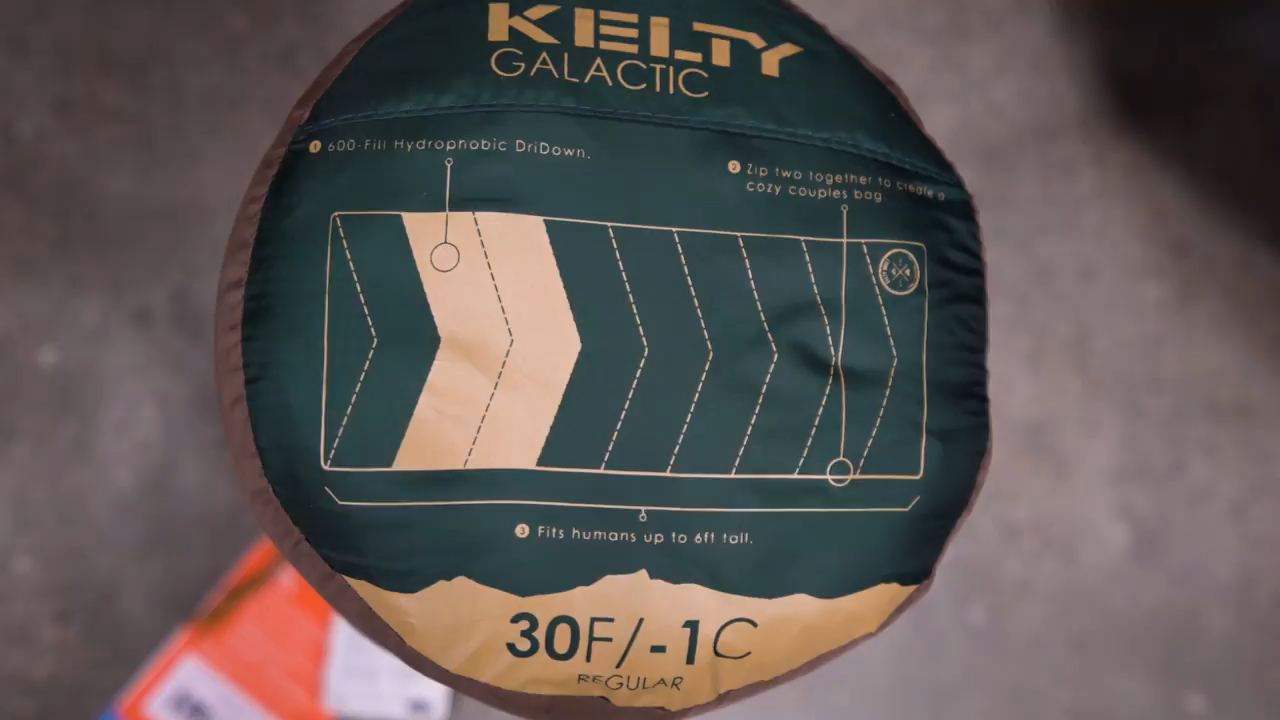 KELTY
GALACTIC
1 600-Fill Hydrophobic DriDown.
2 Zip two together to create a
cozy couples bag.
3 Fits humans up to 6ft tall.
30F/-1C
REGULAR